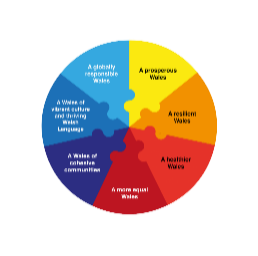 A prosperous
Wales
A resilient
Wales
A healthier
Wales
A more equal
Wales
A Wales of
cohesive
communities
A Wales of
vibrant culture
and thriving
Welsh
Language
A globally
responsible
Wales